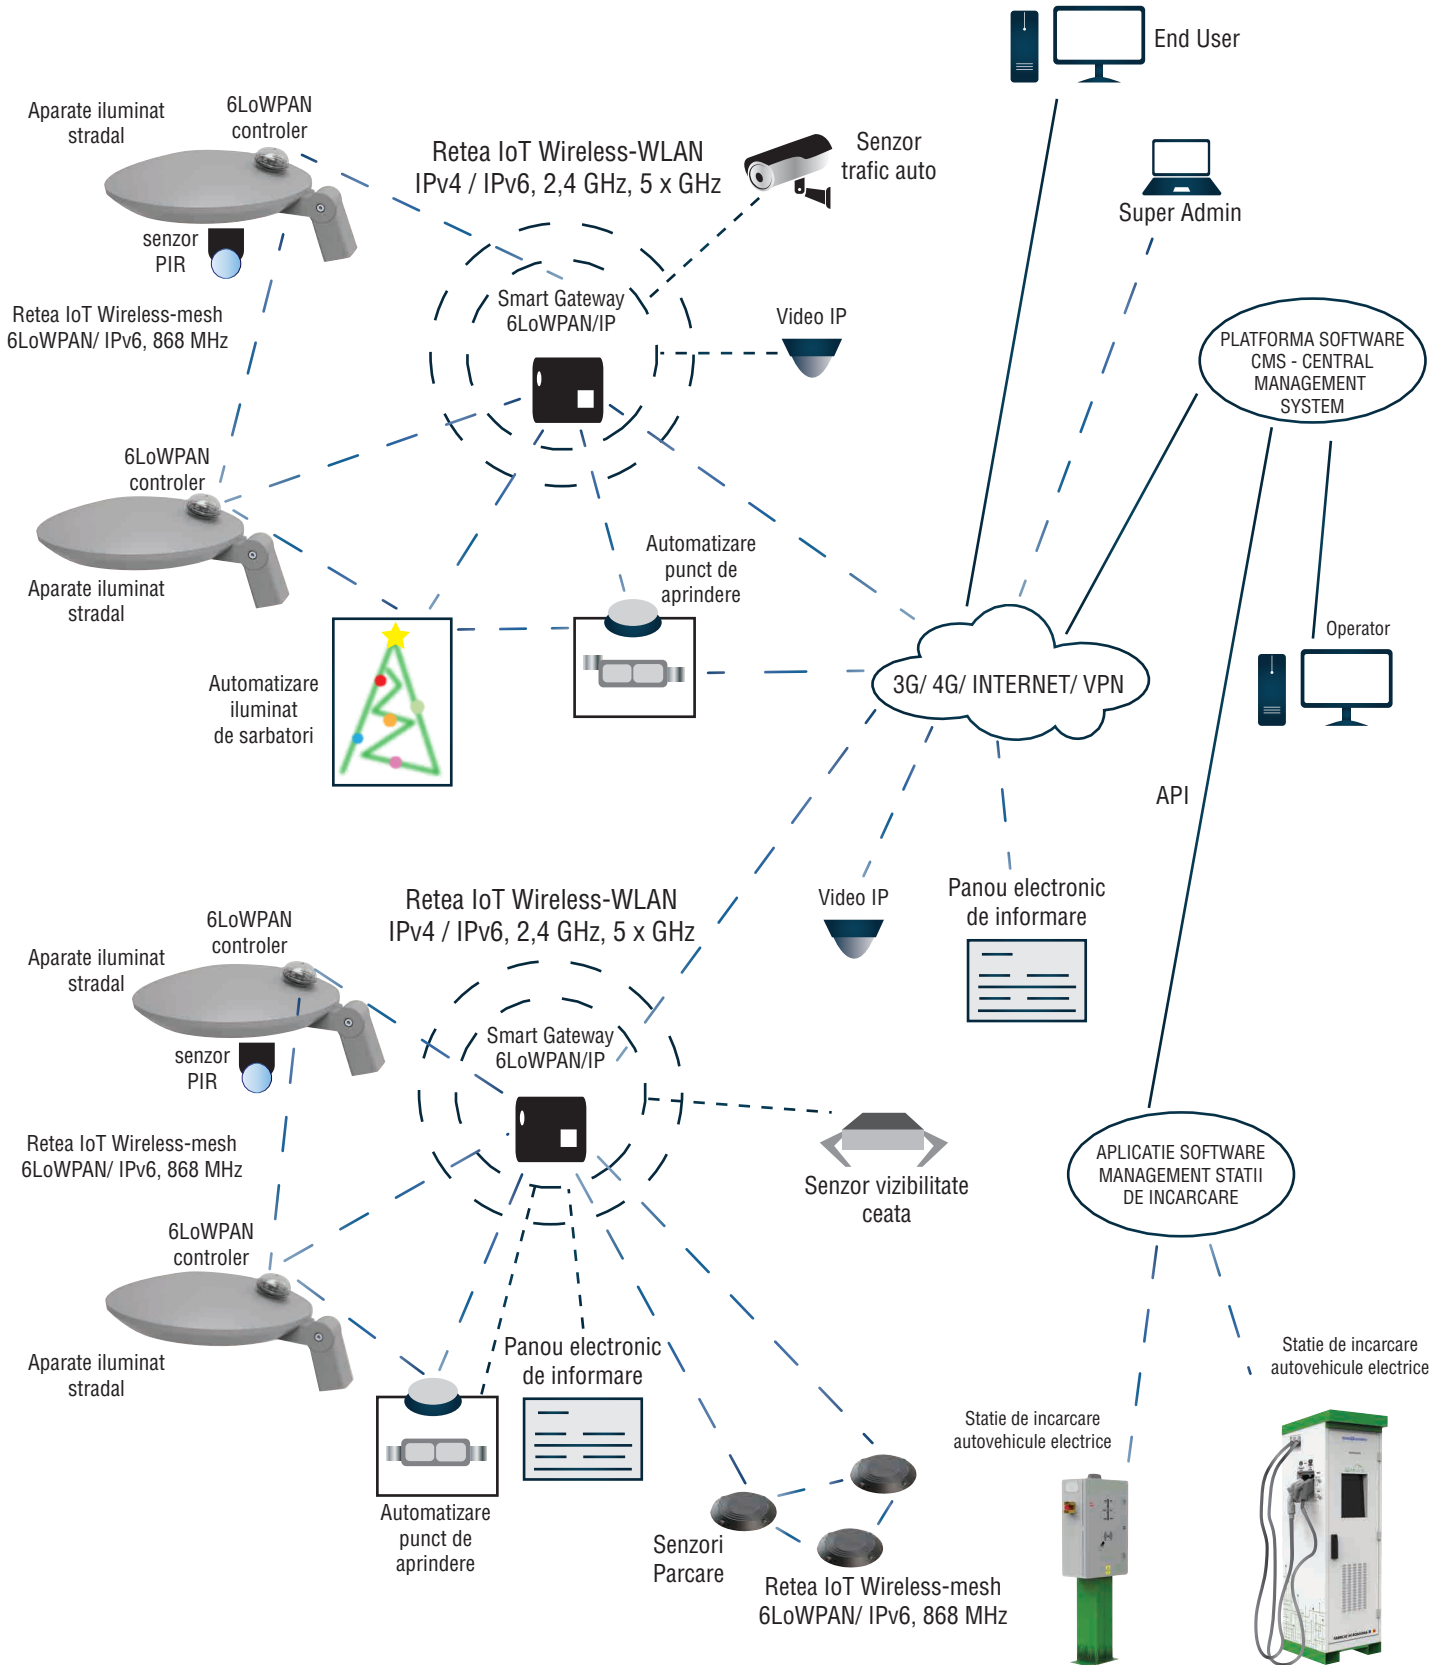 End User
Aparate iluminat
stradal
6LoWPAN
controler
Retea IoT Wireless-WLAN
IPv4 / IPv6, 2,4 GHz, 5 x GHz
Senzor
trafic auto
Super Admin
senzor
PIR
Retea IoT Wireless-mesh
6LoWPAN/ IPv6, 868 MHz
Smart Gateway
6LoWPAN/IP
Video IP
PLATFORMA SOFTWARE
CMS - CENTRAL
MANAGEMENT
SYSTEM
6LoWPAN
controler
Aparate iluminat
stradal
Automatizare
punct de
aprindere
Operator
Automatizare
iluminat
de sarbatori
3G/ 4G/ INTERNET/ VPN
API
Retea IoT Wireless-WLAN
IPv4 / IPv6, 2,4 GHz, 5 x GHz
Video IP
Panou electronic
de informare
6LoWPAN
controler
Aparate iluminat
stradal
Smart Gateway
6LoWPAN/IP
senzor
PIR
Retea IoT Wireless-mesh
6LoWPAN/ IPv6, 868 MHz
Senzor vizibilitate
ceata
APLICATIE SOFTWARE
MANAGEMENT STATII
DE INCARCARE
6LoWPAN
controler
Aparate iluminat
stradal
Panou electronic
de informare
Statie de incarcare
autovehicule electrice
Statie de incarcare
autovehicule electrice
Automatizare
punct de
aprindere
Senzori
Parcare
Retea IoT Wireless-mesh
6LoWPAN/ IPv6, 868 MHz